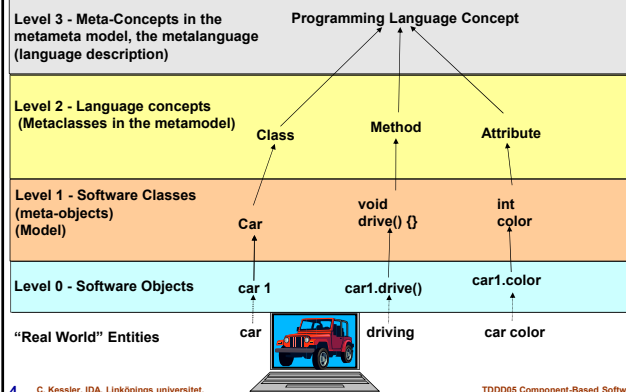 Level 3 - Meta-Concepts in the
metameta model, the metalanguage
(language description)
Programming Language Concept
Level 2 - Language concepts
(Metaclasses in the metamodel)
Class
Method
Attribute
Level 1 - Software Classes
(meta-objects)
(Model)
Car
void
drive() {}
int
color
Level 0 - Software Objects
car 1
car1.drive()
car1.color
“Real World” Entities
car
driving
car color
4
C. Kessler, IDA, Linköpings universitet.
TDDD05 Component-Based Softw